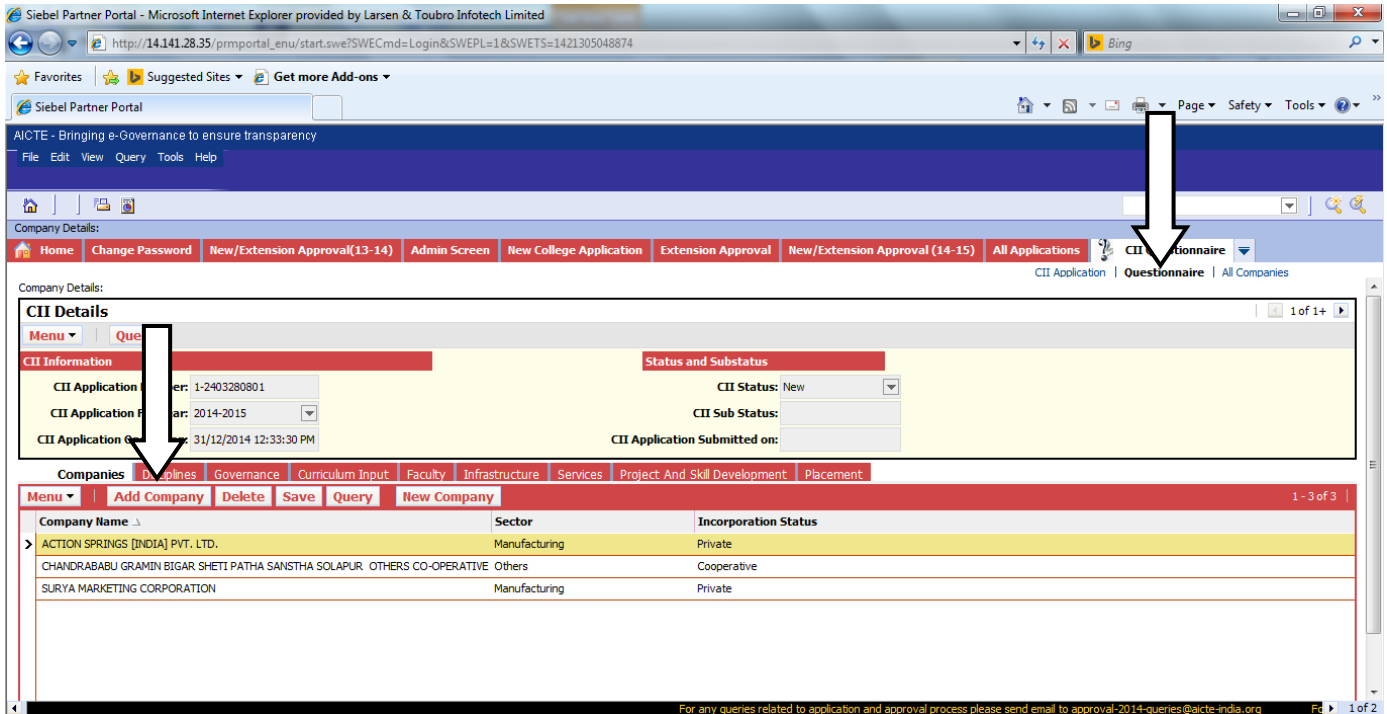 Siebel Partner Portal - Microsoft Internet Explorer provided by Larsen & Toubro Infotech Limited
http://14.141.28.35/prmportal_enu/start.swe?SWECmd=Login&SWEPL=1&SWETS=1421305048874 Bing
Favorites Suggested Sites Get more Add-ons
Siebel Partner Portal Page Safety Tools
AICTE - Bringing e-Governance to ensure transparency
File Edit View Query Tools Help
Company Details:
Home Change Password New/Extension Approval(13-14) Admin Screen New College Application Extension Approval New/Extension Approval (14-15) All Applications CII
CII Application | Questionnaire | All Companies
Company Details:
CII Details 1 of 1+
Menu
CII Information Status and Substatus
CII Application 1-2403280801 CII Status: New
CII Application 2014-2015 CII Sub Status:
CII Application 31/12/2014 12:33:30 PM CII Application Submitted on:
Companies Governance Curriculum Input Faculty Infrastructure Services Project And Skill Development Placement
Menu Add Company Delete Save Query New Company 1 - 3 of 3
Company Name Sector Incorporation Status
ACTION SPRINGS [INDIA] PVT. LTD. Manufacturing Private
CHANDRABABU GRAMIN BIGAR SHETI PATHA SANSTHA SOLAPUR OTHERS CO-OPERATIVE Others Cooperative
SURYA MARKETING CORPORATION Manufacturing Private
For any queries related to application and approval process please send email to approval-2014-queries@aicte-india.org 1 of 2